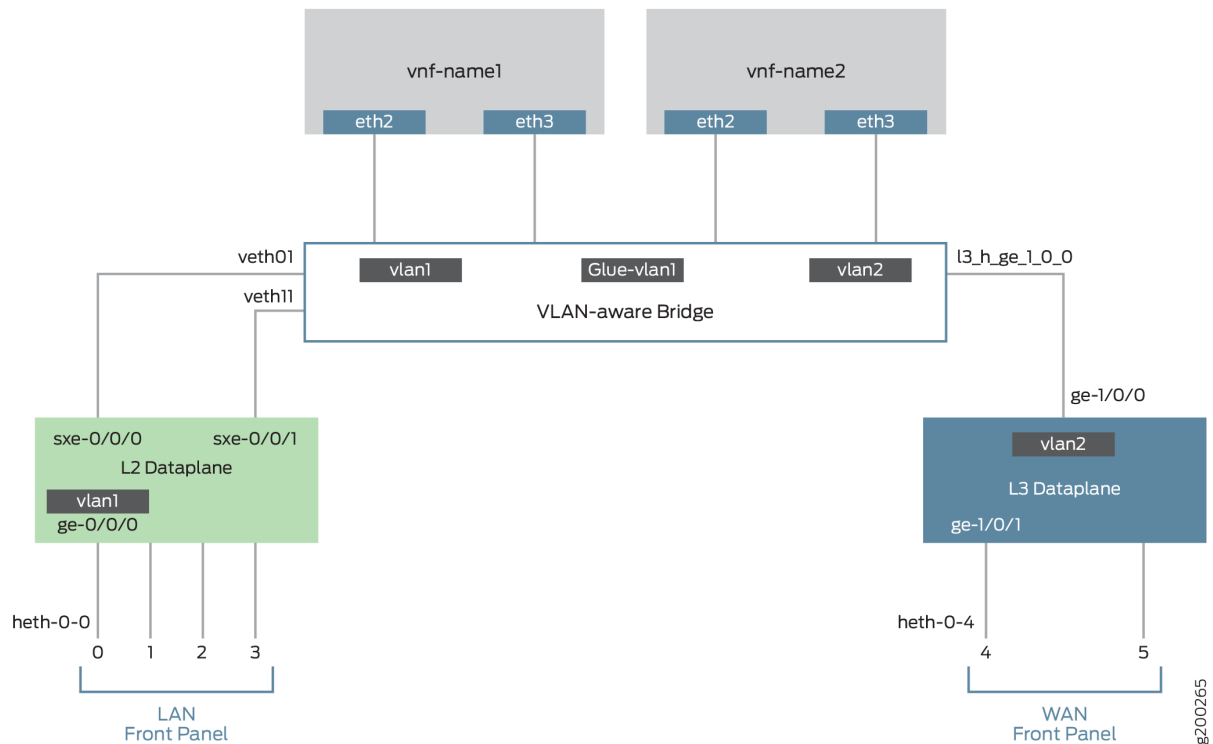 vnf-name1
vnf-name2
eth2
eth3
eth2
eth3
veth01
l3_h_ge_1_0_0
vlan1
Glue-vlan1
vlan2
veth11
VLAN-aware Bridge
ge-1/0/0
sxe-0/0/0
sxe-0/0/1
vlan2
L2 Dataplane
L3 Dataplane
vlan1
ge-0/0/0
ge-1/0/1
heth-0-0
heth-0-4
0
1
2
3
4
5
LAN
Front Panel
WAN
Front Panel
g200265